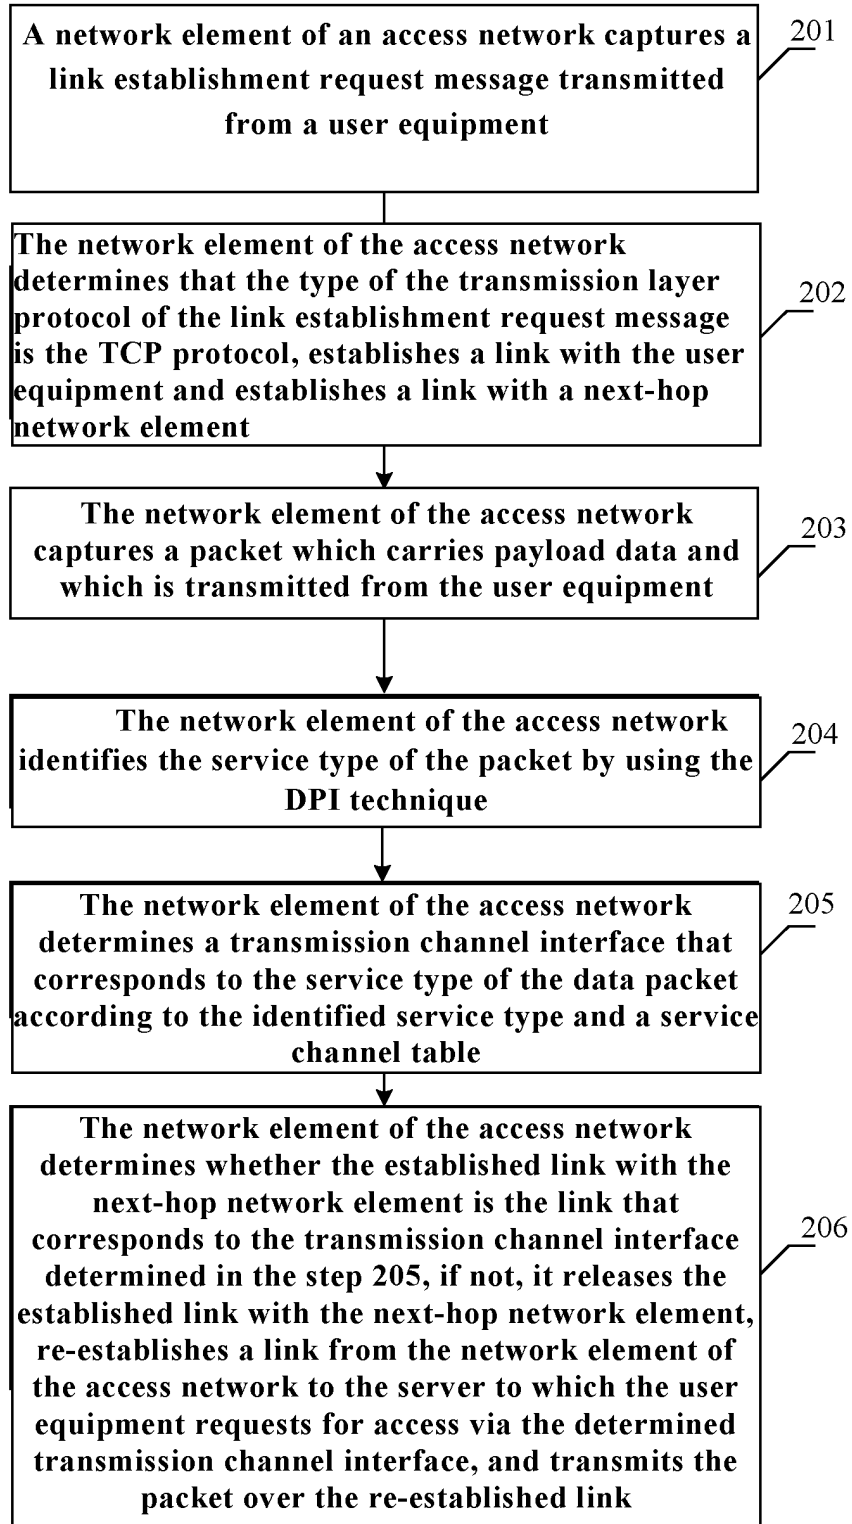 A network element of an access network captures a
link establishment request message transmitted
from a user equipment
201
The network element of the access network
determines that the type of the transmission layer
protocol of the link establishment request message
is the TCP protocol, establishes a link with the user
equipment and establishes a link with a next-hop
network element
202
The network element of the access network
captures a packet which carries payload data and
which is transmitted from the user equipment
203
The network element of the access network
identifies the service type of the packet by using the
DPI technique
204
The network element of the access network
determines a transmission channel interface that
corresponds to the service type of the data packet
according to the identified service type and a service
channel table
205
The network element of the access network
determines whether the established link with the
next-hop network element is the link that
corresponds to the transmission channel interface
determined in the step 205, if not, it releases the
established link with the next-hop network element,
re-establishes a link from the network element of
the access network to the server to which the user
equipment requests for access via the determined
transmission channel interface, and transmits the
packet over the re-established link
206